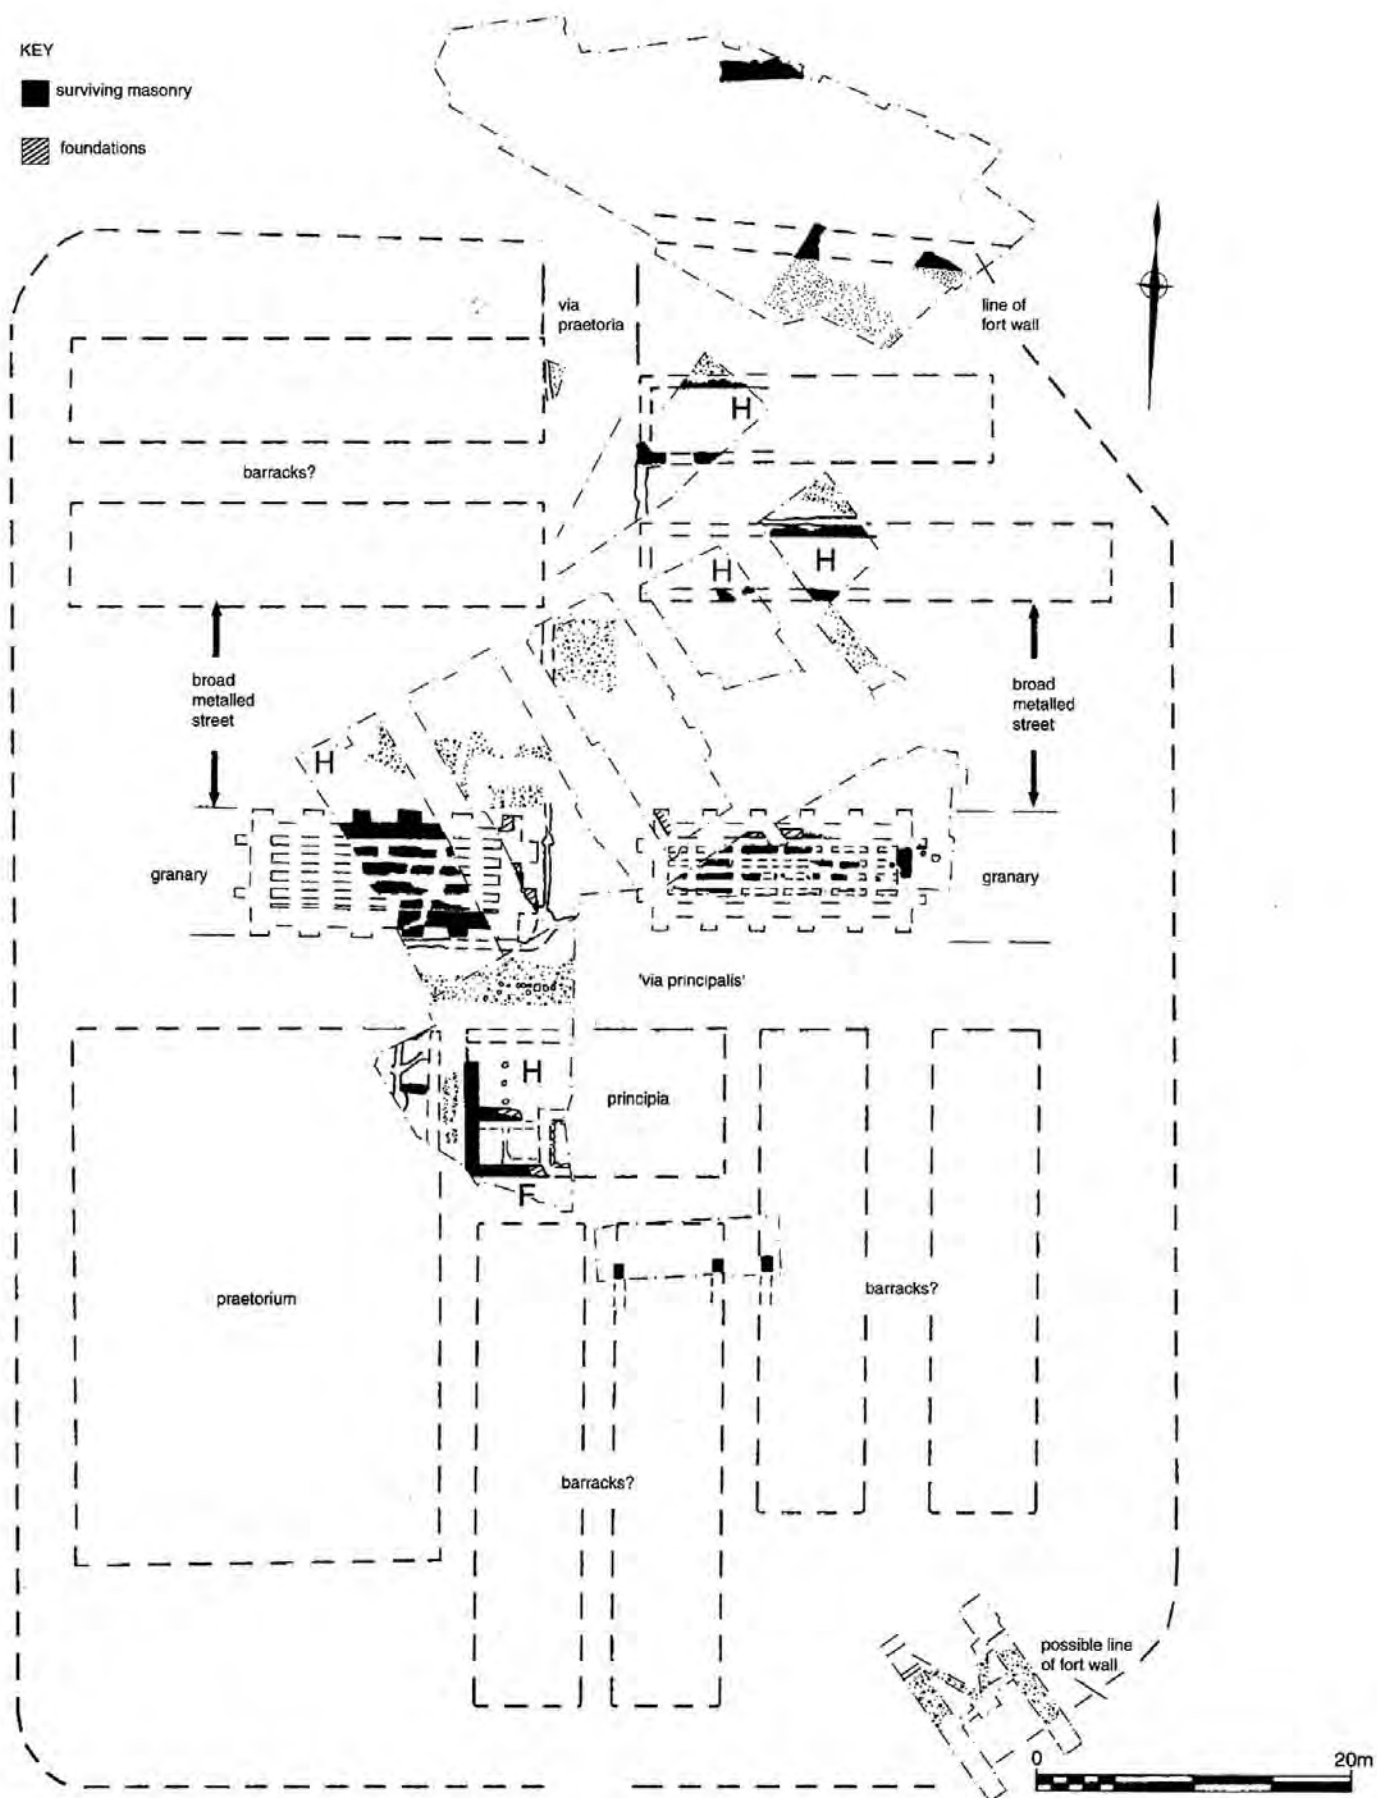 KEY
surviving masonry
foundations
via
praetoria
line of
fort wall
H
barracks?
H
H
broad
metalled
street
broad
metalled
street
H
granary
granary
'via principalis'
H
principia
F
praetorium
barracks?
barracks?
possible line
of fort wall
0
20m